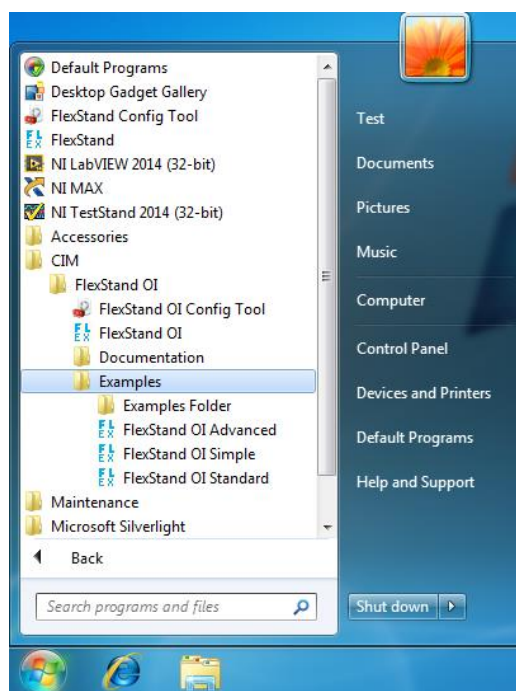 Default Programs
Desktop Gadget Gallery
FlexStand Config Tool
FlexStand
NI LabVIEW 2014 (32-bit)
NI MAX
NI TestStand 2014 (32-bit)
Accessories
CIM
FlexStand OI
FlexStand OI Config Tool
FlexStand OI
Documentation
Examples
Examples Folder
FlexStand OI Advanced
FlexStand OI Simple
FlexStand OI Standard
Maintenance
Microsoft Silverlight
Back
Search programs and files
Test
Documents
Pictures
Music
Computer
Control Panel
Devices and Printers
Default Programs
Help and Support
Shut down